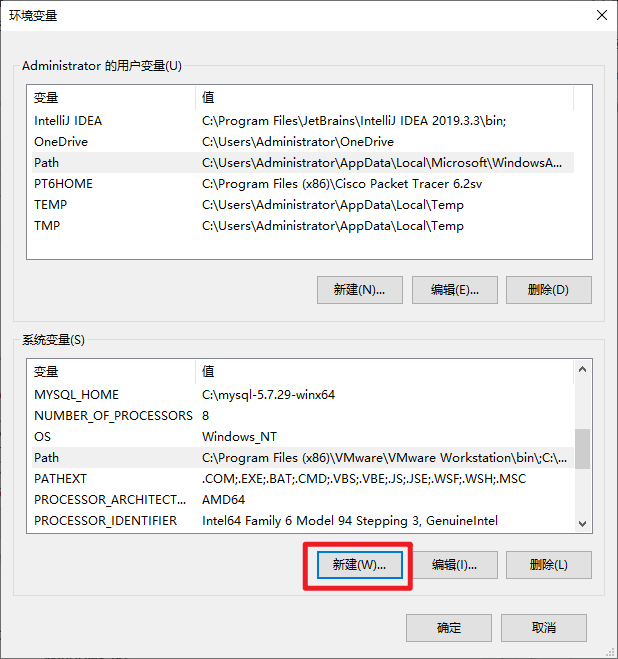 环境变量
Administrator 的用户变量(U)
变量 值
IntelliJ IDEA C:\Program Files\JetBrains\IntelliJ IDEA 2019.3.3\bin;
OneDrive C:\Users\Administrator\OneDrive
Path C:\Users\Administrator\AppData\Local\Microsoft\WindowsA...
PT6HOME C:\Program Files (x86)\Cisco Packet Tracer 6.2sv
TEMP C:\Users\Administrator\AppData\Local\Temp
TMP C:\Users\Administrator\AppData\Local\Temp
新建(N)... 编辑(E)... 删除(D)
系统变量(S)
变量 值
MYSQL_HOME C:\mysql-5.7.29-winx64
NUMBER_OF_PROCESSORS 8
OS Windows_NT
Path C:\Program Files (x86)\VMware\VMware Workstation\bin\;C:\...
PATHEXT .COM;.EXE;.BAT;.CMD;.VBS;.VBE;.JS;.JSE;.WSF;.WSH;.MSC
PROCESSOR_ARCHITECT... AMD64
PROCESSOR_IDENTIFIER Intel64 Family 6 Model 94 Stepping 3, GenuineIntel
新建(W)... 编辑(I)... 删除(L)
确定 取消